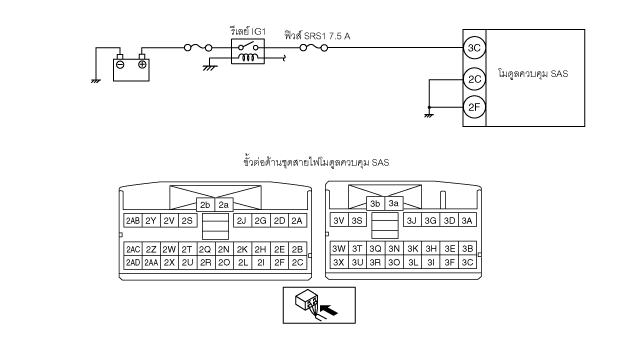 รีเลย์ IG1
ฟิวส์ SRS1 7.5 A
3C
2C
2F
โมดูลควบคุม SAS
ขั้วต่อด้านชุดสายไฟโมดูลควบคุม SAS
2b 2a
2AB 2Y 2V 2S 2J 2G 2D 2A
2AC 2Z 2W 2T 2Q 2N 2K 2H 2E 2B
2AD 2AA 2X 2U 2R 2O 2L 2I 2F 2C
3b 3a
3V 3S 3J 3G 3D 3A
3W 3T 3Q 3N 3K 3H 3E 3B
3X 3U 3R 3O 3L 3I 3F 3C